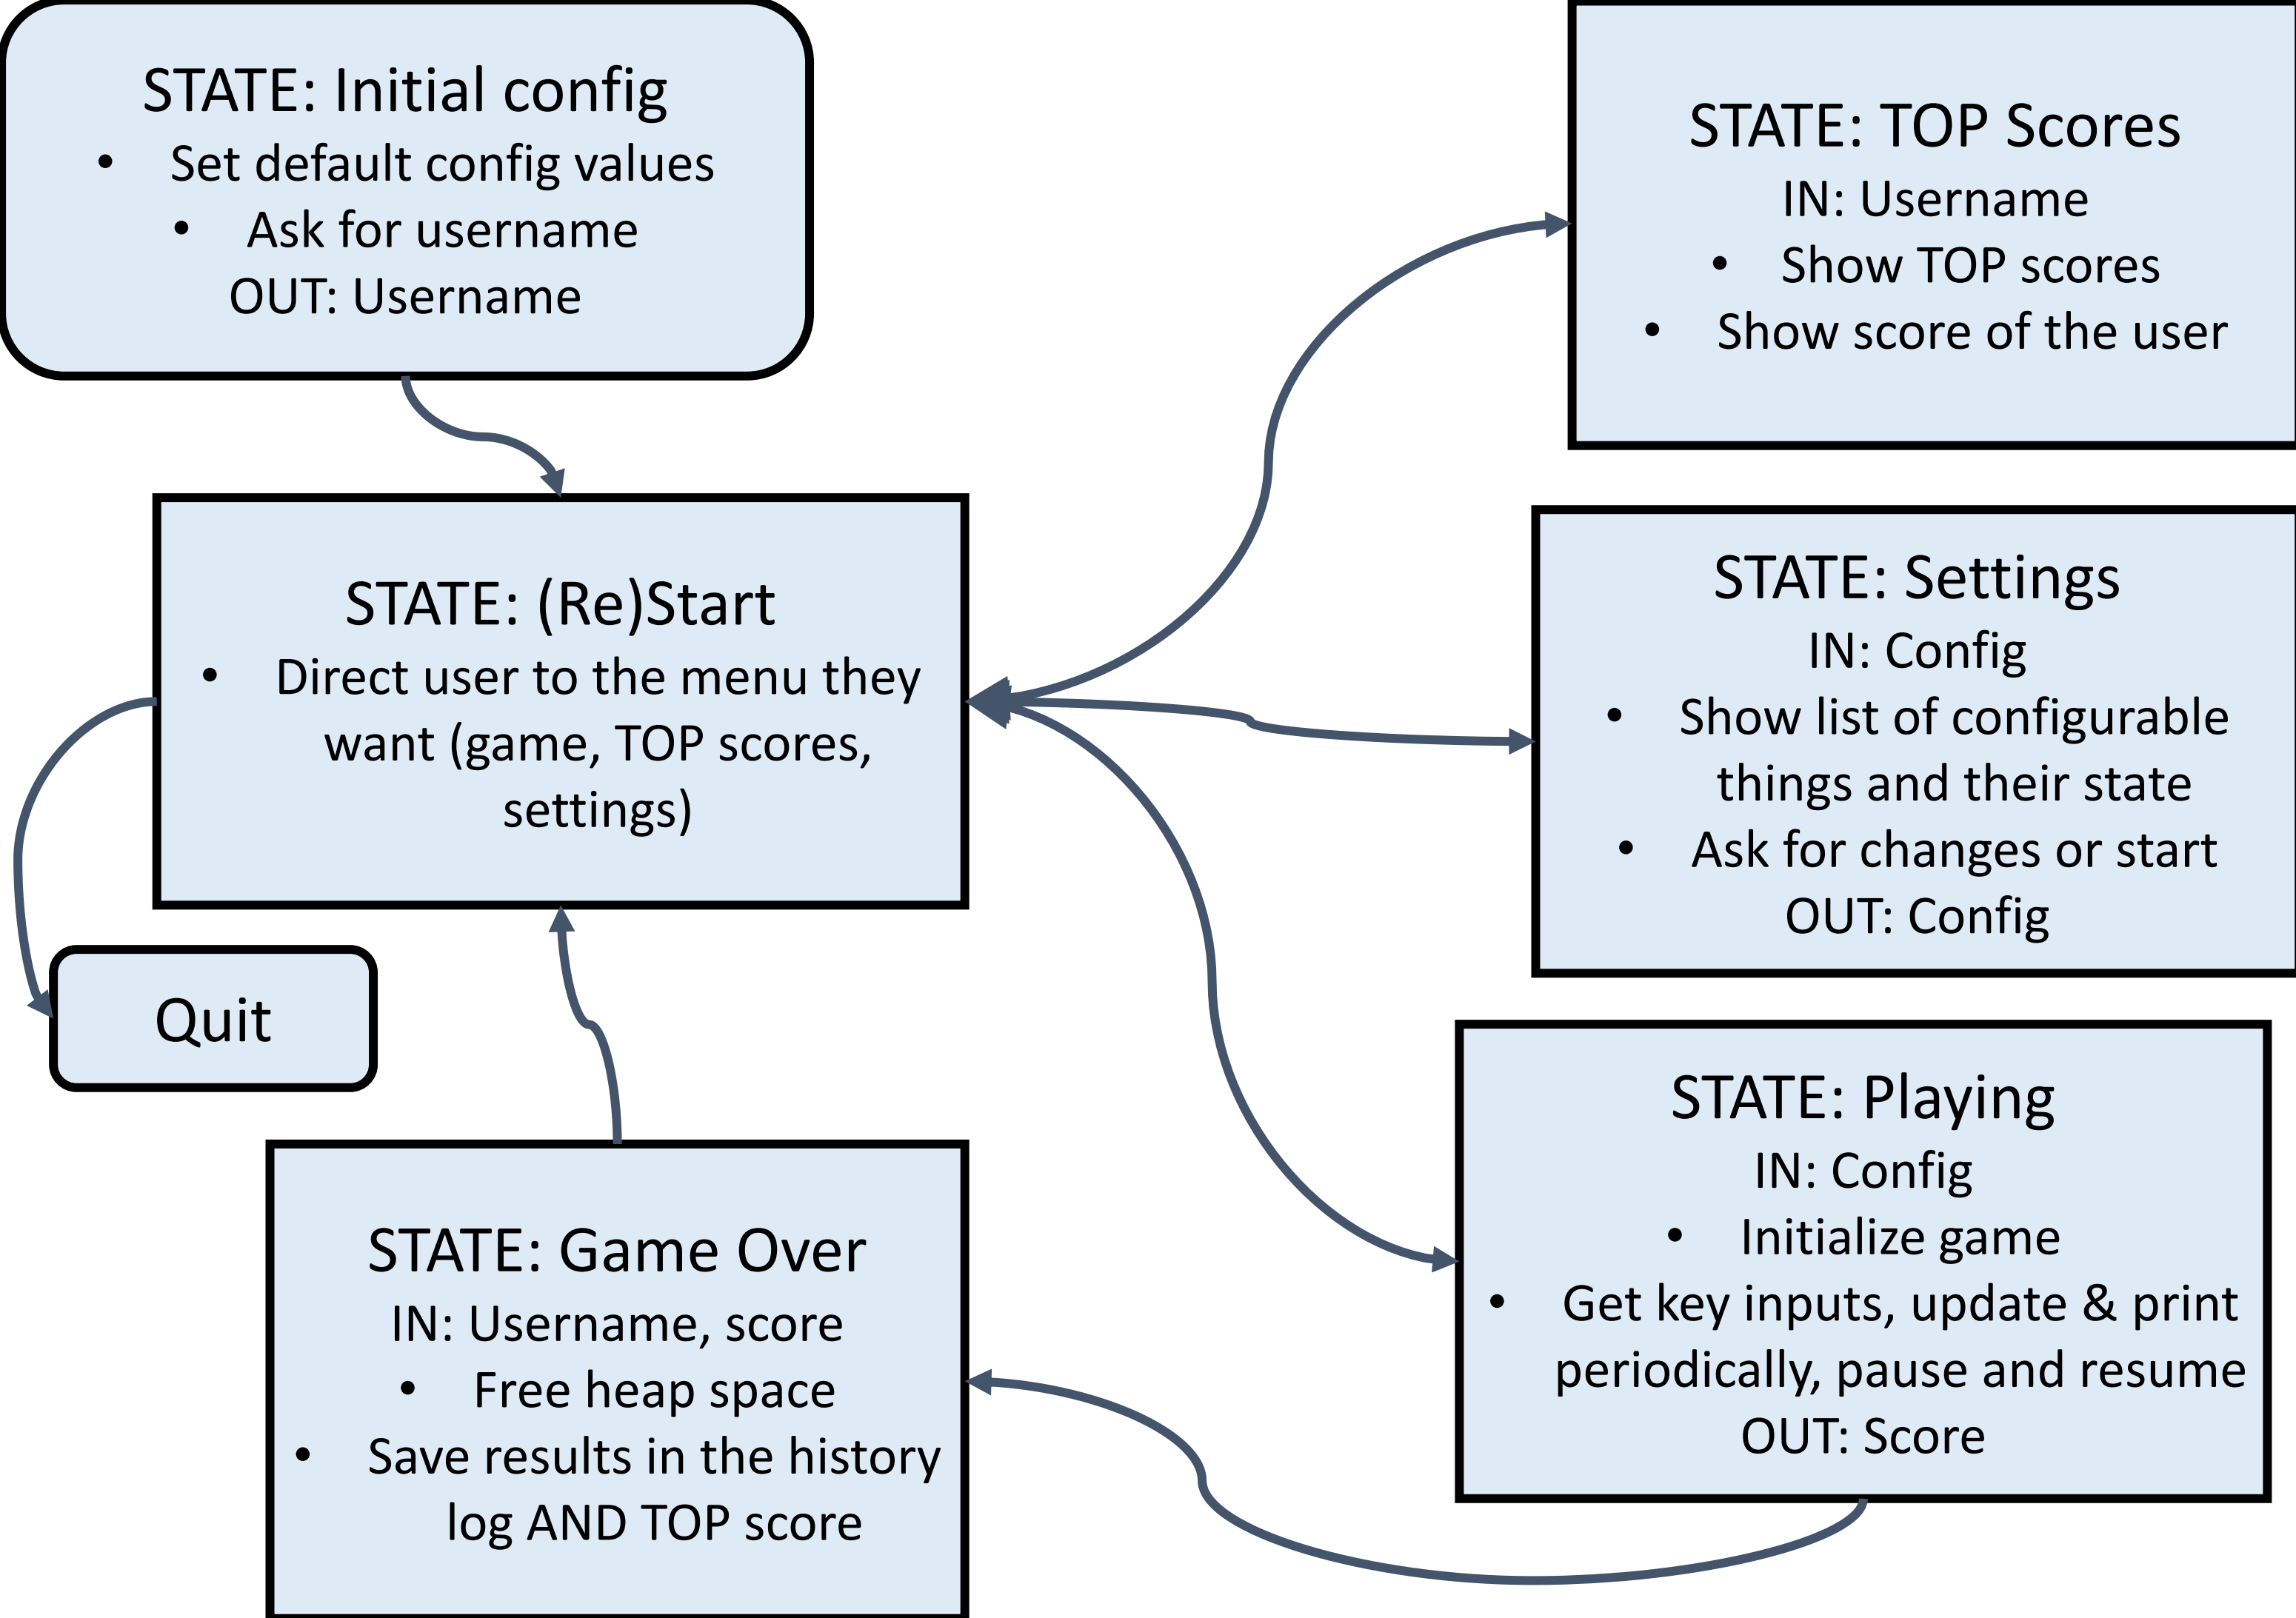 STATE: Initial config
• Set default config values
• Ask for username
OUT: Username
STATE: TOP Scores
IN: Username
• Show TOP scores
• Show score of the user
STATE: (Re)Start
• Direct user to the menu they
want (game, TOP scores,
settings)
STATE: Settings
IN: Config
• Show list of configurable
things and their state
• Ask for changes or start
OUT: Config
Quit
STATE: Playing
IN: Config
• Initialize game
• Get key inputs, update & print
periodically, pause and resume
OUT: Score
STATE: Game Over
IN: Username, score
• Free heap space
• Save results in the history
log AND TOP score